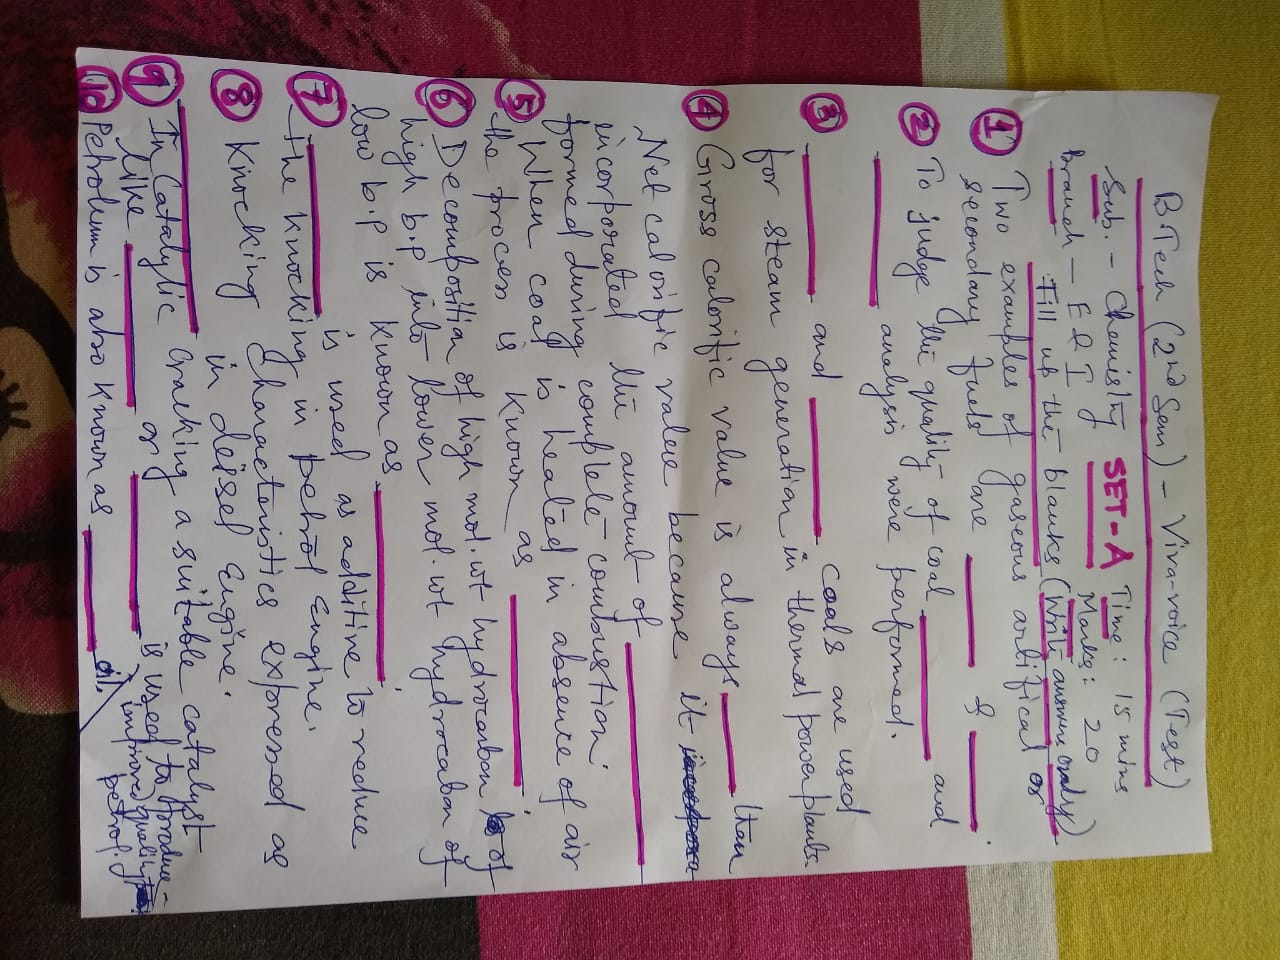 B.Tech (2nd Sem) - Viva-voice (Test)
Sub. - Chemistry SET-A Time: 15 mins
Branch - E&I Marks: 20
Fill up the blanks (Write answers only)
① Two examples of gaseous artifical or
secondary fuels are ______ & ______.
② To judge the quality of coal ______ and
______ analysis were performed.
③ ______ and ______ coals are used
for steam generation in thermal power plants.
④ Gross calorific value is always ______ than
Net calorific value because it
incorporated the amount of ______
formed during complete combustion.
⑤ When coal is heated in absence of air
the process is known as ______.
⑥ Decomposition of high mol. wt hydrocarbon of
high b.p into lower mol. wt hydrocarbon of
low b.p is known as ______.
⑦ ______ is used as additive to reduce
the knocking in petrol engine.
⑧ Knocking characteristics expressed as
______ in deisel engine.
⑨ In Catalytic cracking a suitable catalyst
like ______ or ______ is used to produce
improve quality
petrol.
⑩ Petroleum is also known as ______ oil.